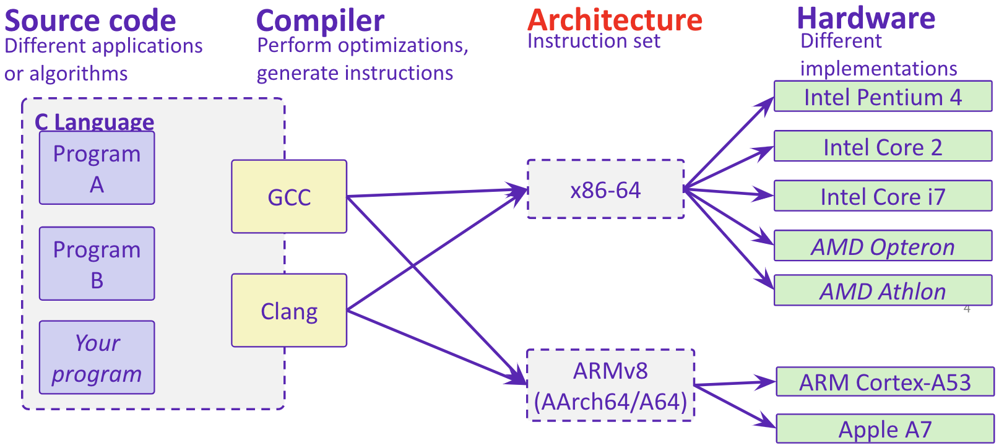 Source code
Different applications
or algorithms
Compiler
Perform optimizations,
generate instructions
Architecture
Instruction set
Hardware
Different
implementations
C Language
Program
A
Program
B
Your
program
GCC
Clang
x86-64
ARMv8
(AArch64/A64)
Intel Pentium 4
Intel Core 2
Intel Core i7
AMD Opteron
AMD Athlon
4
ARM Cortex-A53
Apple A7